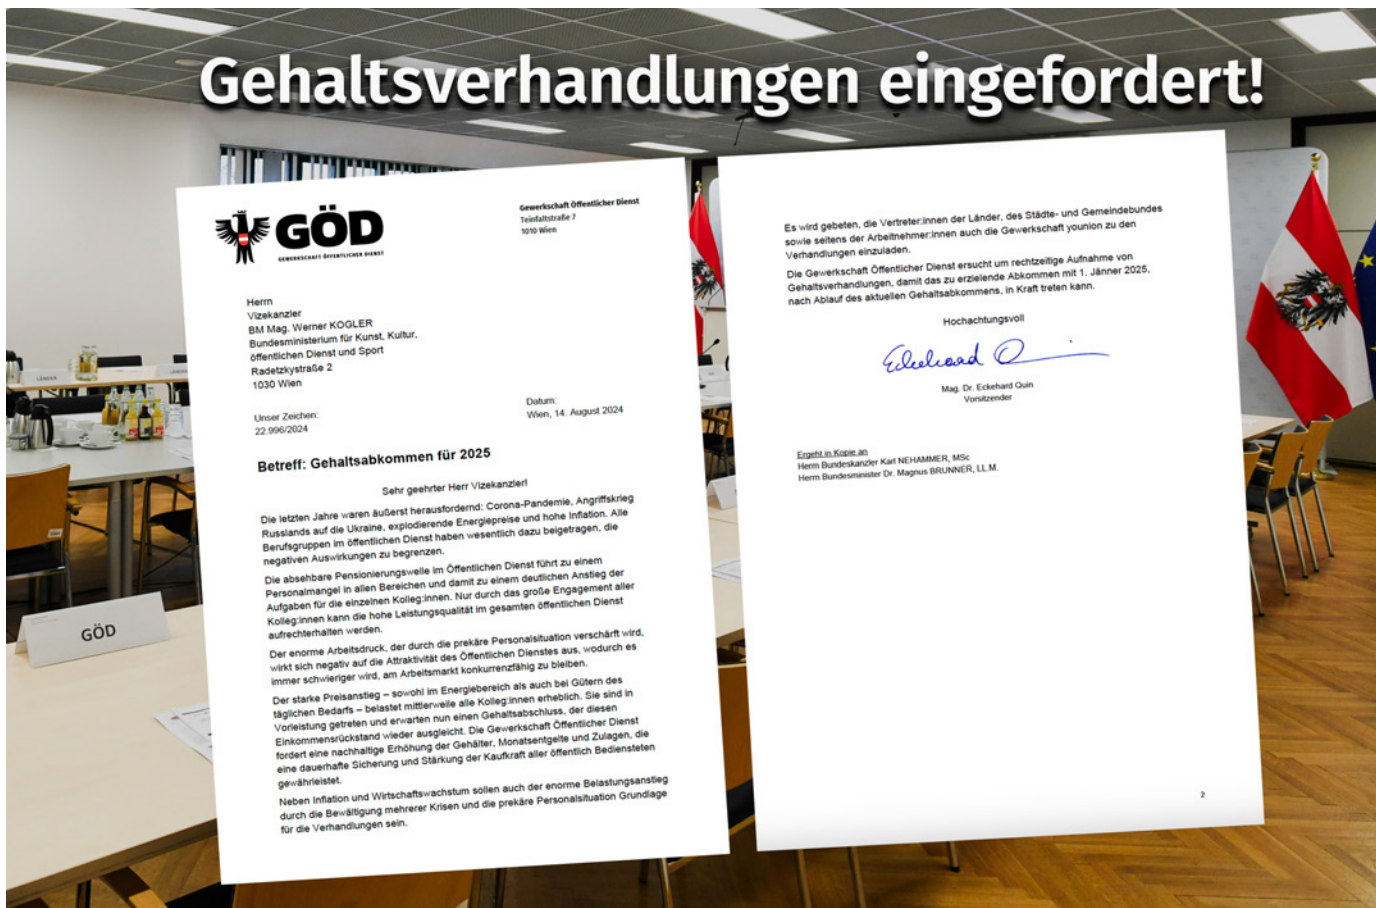 Gehaltsverhandlungen eingefordert!
GÖD
GEWERKSCHAFT ÖFFENTLICHER DIENST
Gewerkschaft Öffentlicher Dienst
Teinfaltstraße 7
1010 Wien
Herrn
Vizekanzler
BM Mag. Werner KOGLER
Bundesministerium für Kunst, Kultur,
öffentlichen Dienst und Sport
Radetzkystraße 2
1030 Wien
Unser Zeichen:
22.996/2024
Datum:
Wien, 14. August 2024
Betreff: Gehaltsabkommen für 2025
Sehr geehrter Herr Vizekanzler!
Die letzten Jahre waren äußerst herausfordernd: Corona-Pandemie, Angriffskrieg
Russlands auf die Ukraine, explodierende Energiepreise und hohe Inflation. Alle
Berufsgruppen im öffentlichen Dienst haben wesentlich dazu beigetragen, die
negativen Auswirkungen zu begrenzen.
Die absehbare Pensionierungswelle im Öffentlichen Dienst führt zu einem
Personalmangel in allen Bereichen und damit zu einem deutlichen Anstieg der
Aufgaben für die einzelnen Kolleg:innen. Nur durch das große Engagement aller
Kolleg:innen kann die hohe Leistungsqualität im gesamten öffentlichen Dienst
aufrechterhalten werden.
Der enorme Arbeitsdruck, der durch die prekäre Personalsituation verschärft wird,
wirkt sich negativ auf die Attraktivität des Öffentlichen Dienstes aus, wodurch es
immer schwieriger wird, am Arbeitsmarkt konkurrenzfähig zu bleiben.
Der starke Preisanstieg – sowohl im Energiebereich als auch bei Gütern des
täglichen Bedarfs – belastet mittlerweile alle Kolleg:innen erheblich. Sie sind in
Vorleistung getreten und erwarten nun einen Gehaltsabschluss, der diesen
Einkommensrückstand wieder ausgleicht. Die Gewerkschaft Öffentlicher Dienst
fordert eine nachhaltige Erhöhung der Gehälter, Monatsentgelte und Zulagen, die
eine dauerhafte Sicherung und Stärkung der Kaufkraft aller öffentlich Bediensteten
gewährleistet.
Neben Inflation und Wirtschaftswachstum sollen auch der enorme Belastungsanstieg
durch die Bewältigung mehrerer Krisen und die prekäre Personalsituation Grundlage
für die Verhandlungen sein.
Es wird gebeten, die Vertreter:innen der Länder, des Städte- und Gemeindebundes
sowie seitens der Arbeitnehmer:innen auch die Gewerkschaft younion zu den
Verhandlungen einzuladen.
Die Gewerkschaft Öffentlicher Dienst ersucht um rechtzeitige Aufnahme von
Gehaltsverhandlungen, damit das zu erzielende Abkommen mit 1. Jänner 2025,
nach Ablauf des aktuellen Gehaltsabkommens, in Kraft treten kann.
Hochachtungsvoll
Eckehard Quin
Mag. Dr. Eckehard Quin
Vorsitzender
Ergeht in Kopie an
Herrn Bundeskanzler Karl NEHAMMER, MSc
Herrn Bundesminister Dr. Magnus BRUNNER, LL.M.
2
LÄNDER
GÖD